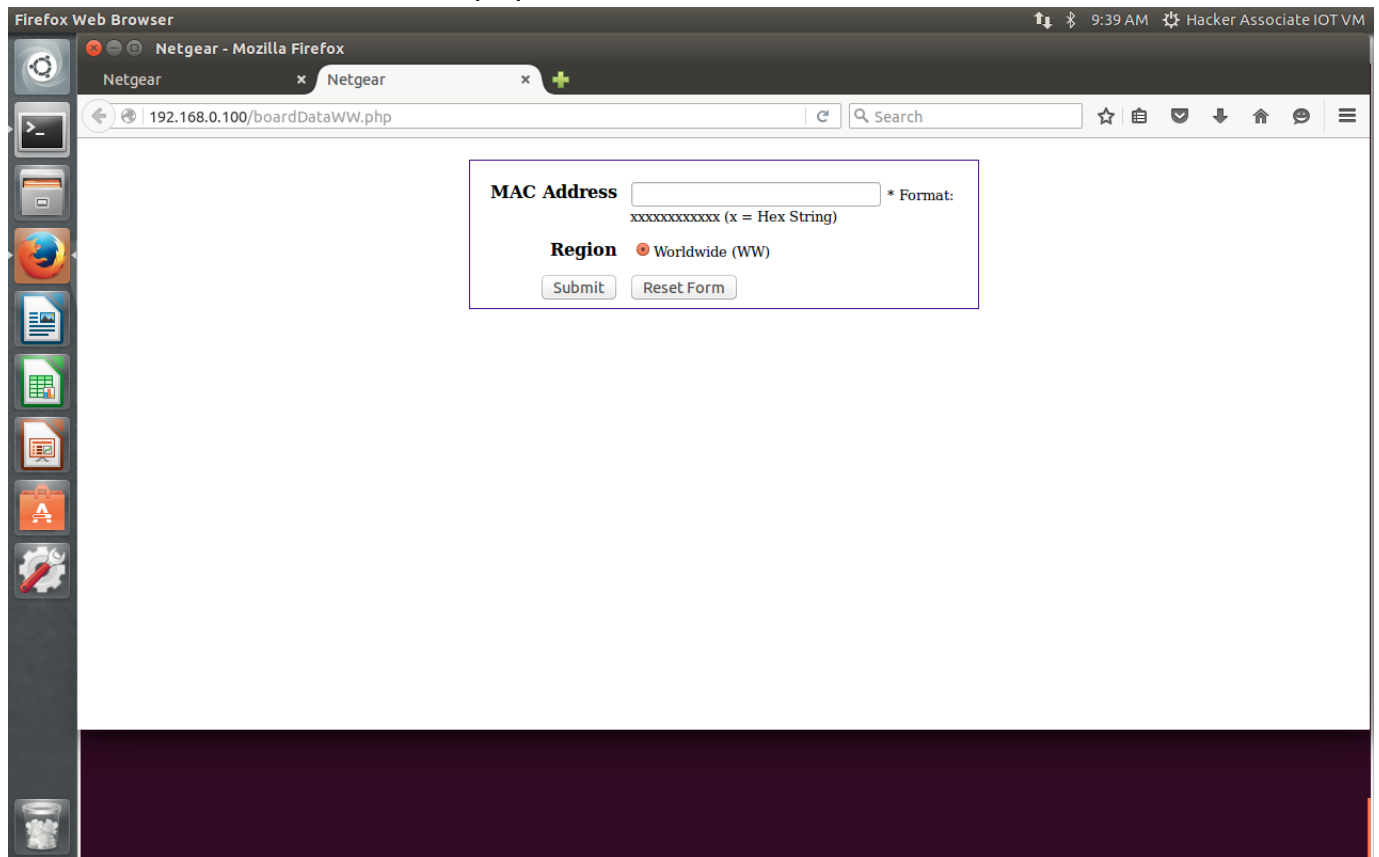 Firefox Web Browser
9:39 AM
Hacker Associate IOT VM
Netgear - Mozilla Firefox
Netgear
Netgear
192.168.0.100/boardDataWW.php
Search
MAC Address
* Format:
xxxxxxxxxxxx (x = Hex String)
Region
Worldwide (WW)
Submit
Reset Form